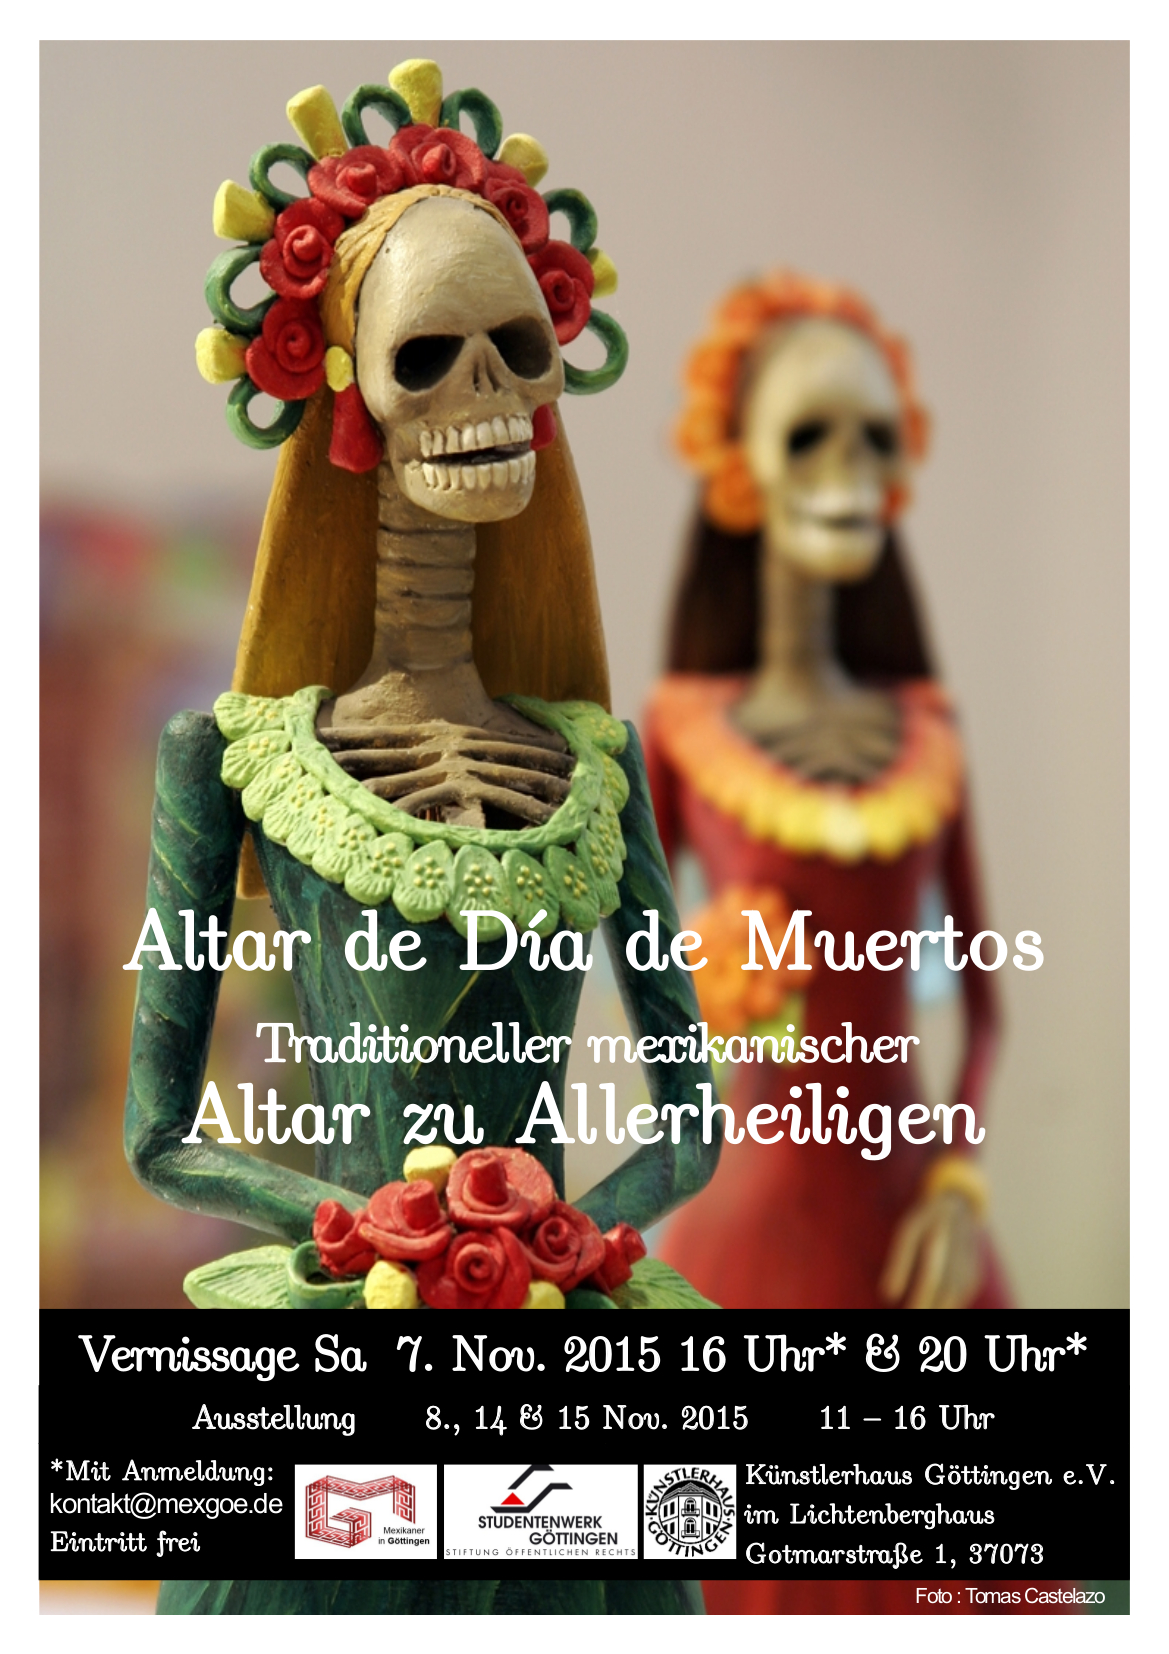 Altar de Día de Muertos
Traditioneller mexikanischer
Altar zu Allerheiligen
Vernissage Sa 7. Nov. 2015 16 Uhr* & 20 Uhr*
Ausstellung 8., 14 & 15 Nov. 2015 11 – 16 Uhr
*Mit Anmeldung:
kontakt@mexgoe.de
Eintritt frei
Mexikaner
in Göttingen
STUDENTENWERK
GÖTTINGEN
STIFTUNG ÖFFENTLICHEN RECHTS
KÜNSTLERHAUS
GÖTTINGEN
Künstlerhaus Göttingen e.V.
im Lichtenberghaus
Gotmarstraße 1, 37073
Foto : Tomas Castelazo